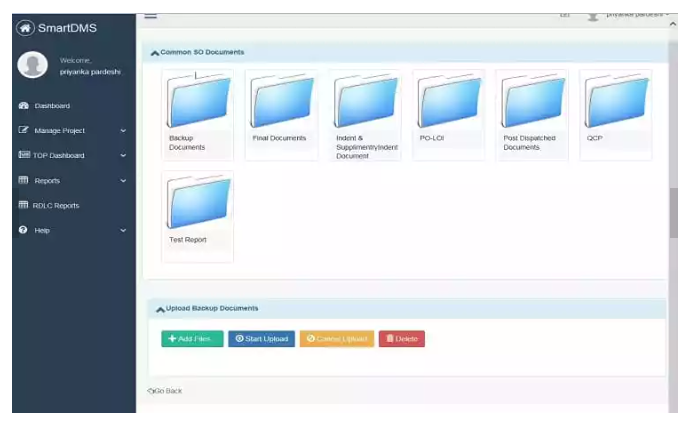 SmartDMS
priyanka pardeshi
Welcome,
priyanka pardeshi
Common SO Documents
Dashboard
Manage Project
TOP Dashboard
Reports
RDLC Reports
Help
Backup
Documents
Final Documents
Indent &
SupplimentryIndent
Document
PO-LOI
Post Dispatched
Documents
QCP
Test Report
Upload Backup Documents
Add Files...
Start Upload
Cancel Upload
Delete
Go Back